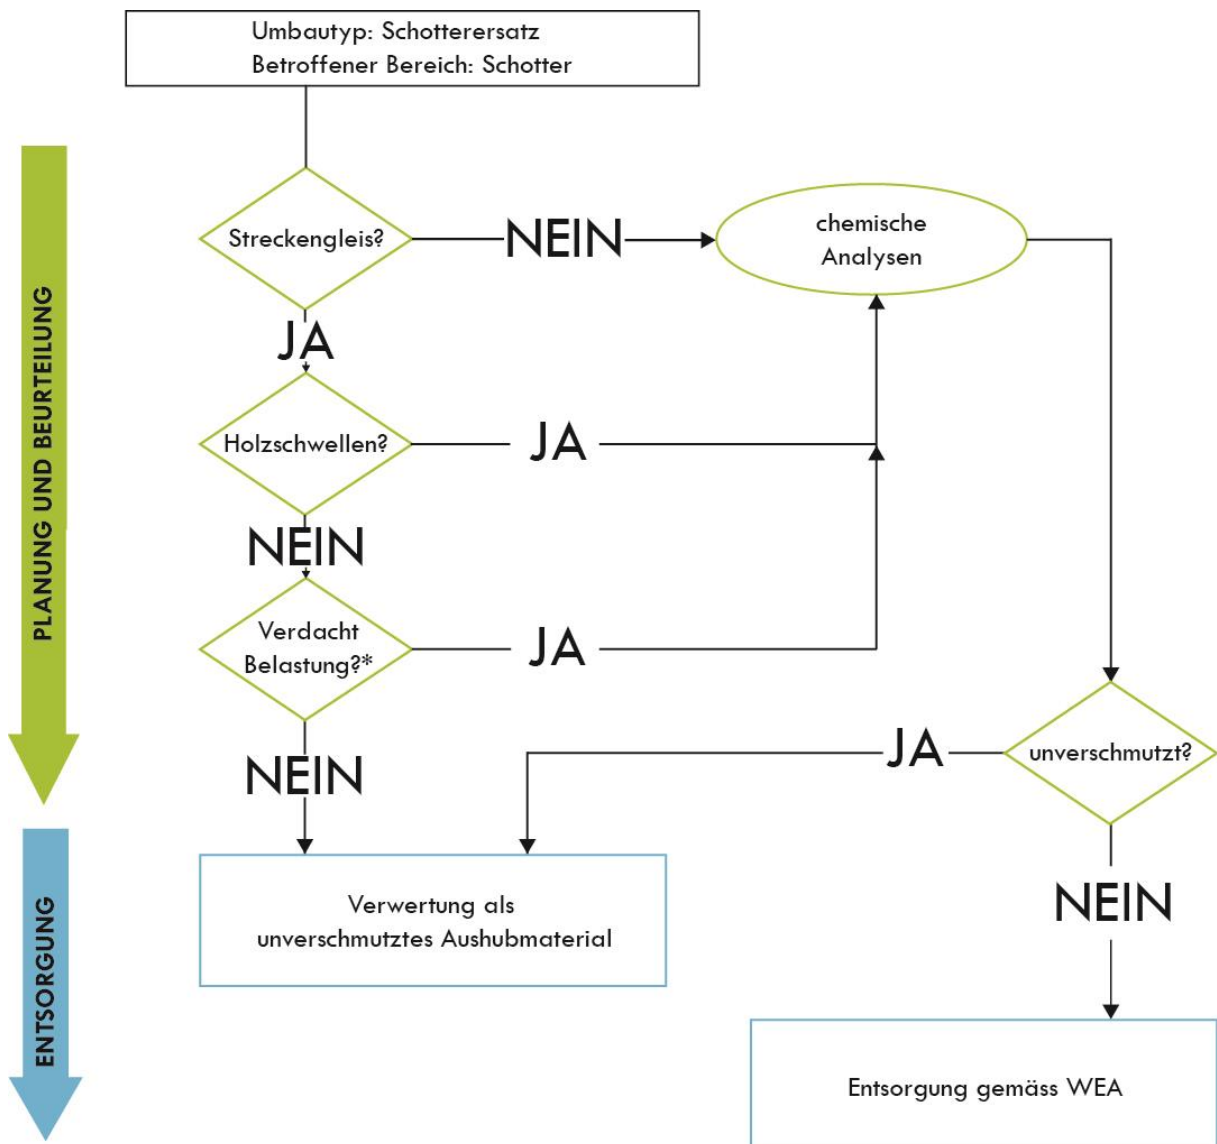 Umbautyp: Schotterersatz
Betroffener Bereich: Schotter
PLANUNG UND BEURTEILUNG
Streckengleis?
NEIN
chemische
Analysen
JA
Holzschwellen?
JA
NEIN
Verdacht
Belastung?*
JA
NEIN
JA
unverschmutzt?
NEIN
ENTSORGUNG
Verwertung als
unverschmutztes Aushubmaterial
Entsorgung gemäss WEA